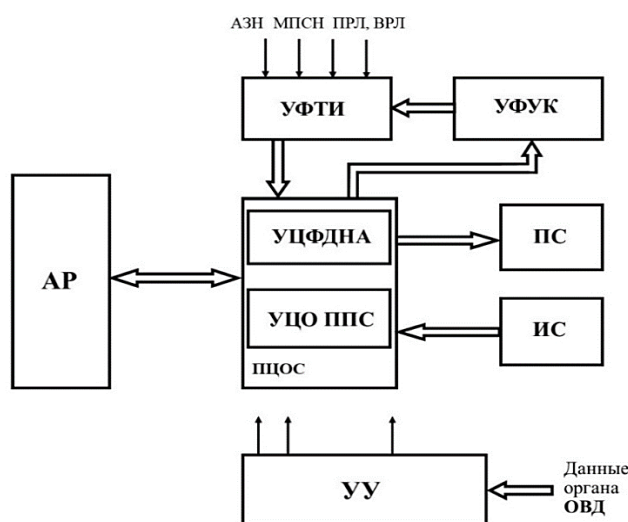 АЗН МПСН ПРЛ, ВРЛ
УФТИ
УФУК
УЦФДНА
ПС
АР
УЦО ППС
ИС
ПЦОС
УУ
Данные
органа
ОВД